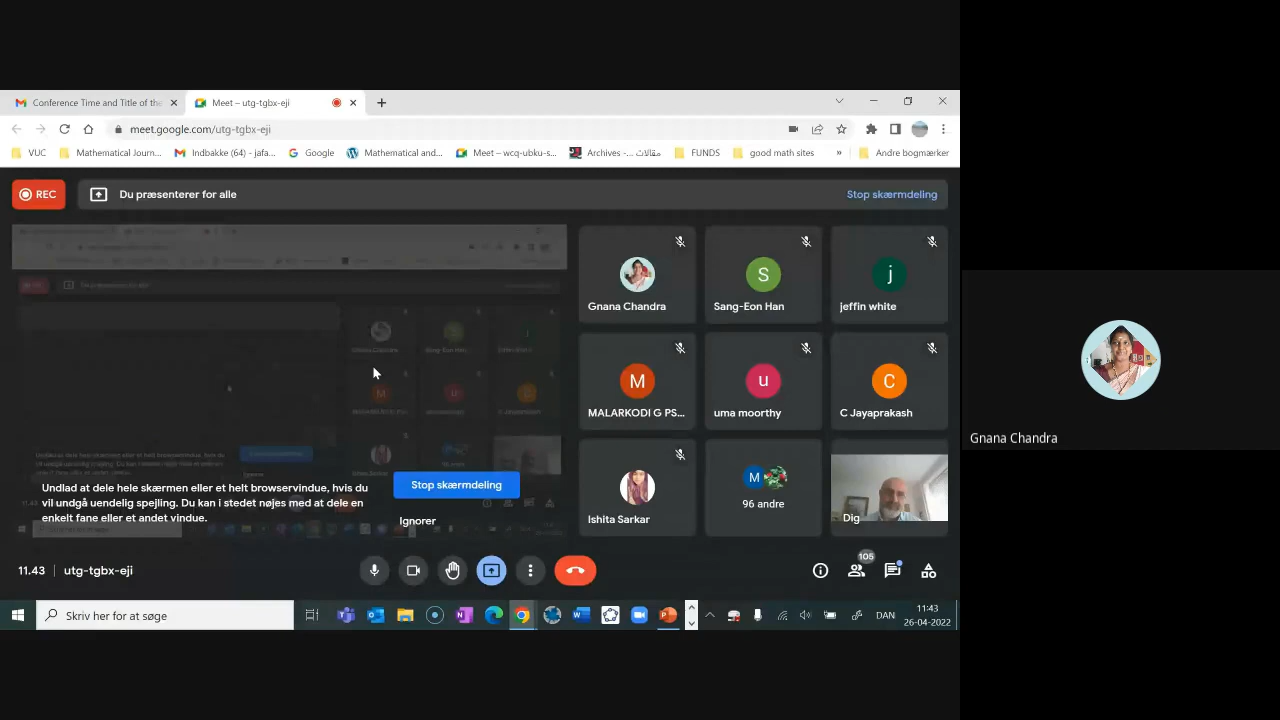 Conference Time and Title of the
Meet – utg-tgbx-eji
meet.google.com/utg-tgbx-eji
VUC
Mathematical Journ...
Indbakke (64) - jafa...
Google
Mathematical and...
Meet – wcq-ubku-s...
Archives -... مقالات
FUNDS
good math sites
»
Andre bogmærker
REC
Du præsenterer for alle
Stop skærmdeling
Gnana Chandra
S
Sang-Eon Han
j
jeffin white
M
MALARKODI G PS...
u
uma moorthy
C
C Jayaprakash
Gnana Chandra
Ishita Sarkar
M
96 andre
Dig
Undlad at dele hele skærmen eller et helt browservindue, hvis du
vil undgå uendelig spejling. Du kan i stedet nøjes med at dele en
enkelt fane eller et andet vindue.
Stop skærmdeling
Ignorer
11.43
utg-tgbx-eji
105
Skriv her for at søge
DAN
11:43
26-04-2022